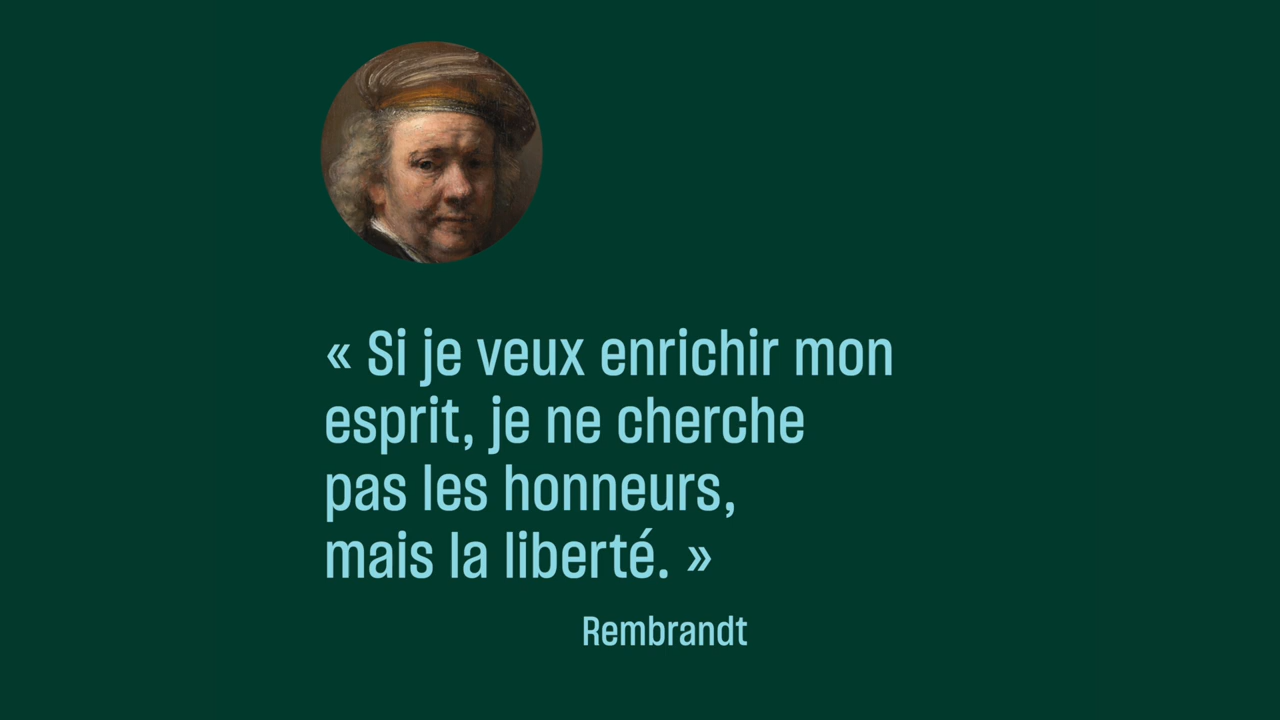 « Si je veux enrichir mon
esprit, je ne cherche
pas les honneurs,
mais la liberté. »
Rembrandt